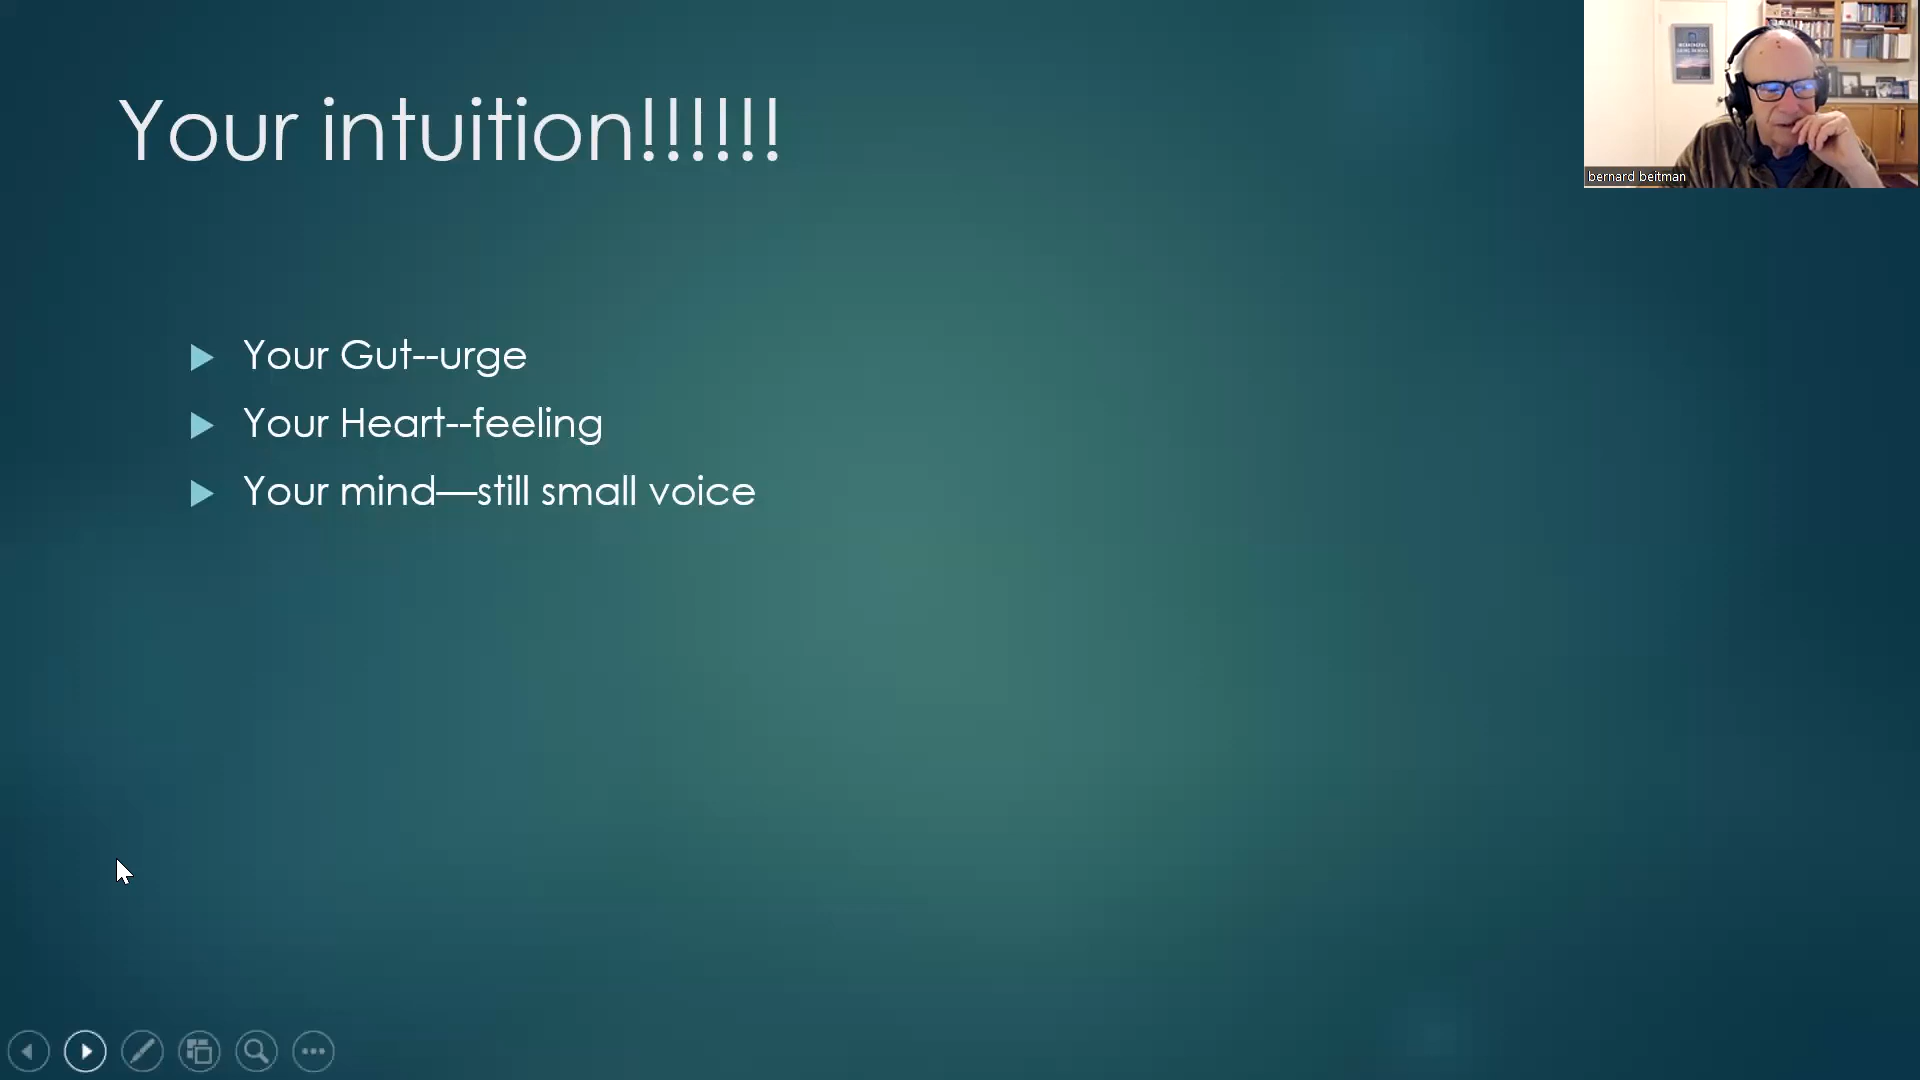 Your intuition!!!!!!
Your Gut--urge
Your Heart--feeling
Your mind—still small voice
bernard beitman